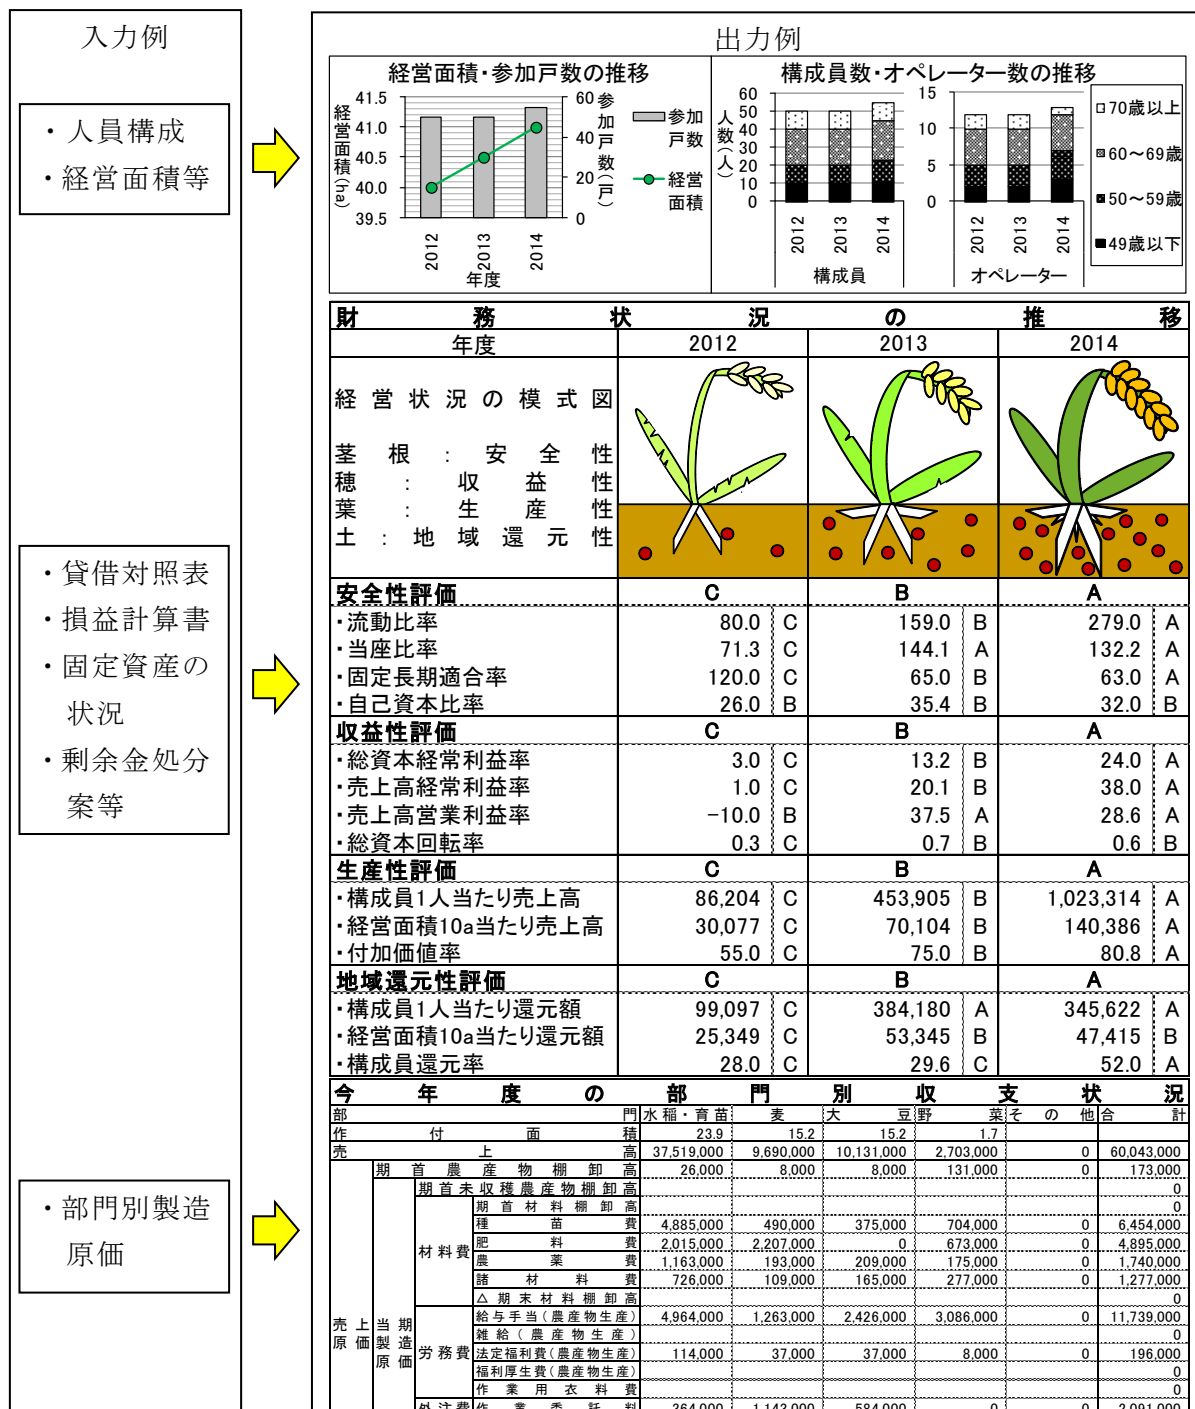 入力例
・人員構成
・経営面積等
・貸借対照表
・損益計算書
・固定資産の
状況
・剰余金処分
案等
・部門別製造
原価
出力例
経営面積・参加戸数の推移
経営面積(ha)
41.5
41.0
40.5
40.0
39.5
60
40
20
0
参加戸数(戸)
参加
戸数
経営
面積
2012
2013
2014
年度
構成員数・オペレーター数の推移
人数(人)
60
50
40
30
20
10
0
15
10
5
0
2012
2013
2014
2012
2013
2014
構成員
オペレーター
70歳以上
60～69歳
50～59歳
49歳以下
財務状況の推移
年度 2012 2013 2014
経営状況の模式図
茎根:安全性
穂:収益性
葉:生産性
土:地域還元性
安全性評価 C B A
・流動比率 80.0 C 159.0 B 279.0 A
・当座比率 71.3 C 144.1 A 132.2 A
・固定長期適合率 120.0 C 65.0 B 63.0 A
・自己資本比率 26.0 B 35.4 B 32.0 B
収益性評価 C B A
・総資本経常利益率 3.0 C 13.2 B 24.0 A
・売上高経常利益率 1.0 C 20.1 B 38.0 A
・売上高営業利益率 -10.0 B 37.5 A 28.6 A
・総資本回転率 0.3 C 0.7 B 0.6 B
生産性評価 C B A
・構成員1人当たり売上高 86,204 C 453,905 B 1,023,314 A
・経営面積10a当たり売上高 30,077 C 70,104 B 140,386 A
・付加価値率 55.0 C 75.0 B 80.8 A
地域還元性評価 C B A
・構成員1人当たり還元額 99,097 C 384,180 A 345,622 A
・経営面積10a当たり還元額 25,349 C 53,345 B 47,415 B
・構成員還元率 28.0 C 29.6 C 52.0 A
今年度の部門別収支状況
部門 水稲・育苗 麦 大豆 野菜 その他 合計
作付面積 23.9 15.2 15.2 1.7
売上高 37,519,000 9,690,000 10,131,000 2,703,000 0 60,043,000
売上原価
期首農産物棚卸高 26,000 8,000 8,000 131,000 0 173,000
当期製造原価
期首未収穫農産物棚卸高 0
材料費
期首材料棚卸高 0
種苗費 4,885,000 490,000 375,000 704,000 0 6,454,000
肥料費 2,015,000 2,207,000 0 673,000 0 4,895,000
農薬費 1,163,000 193,000 209,000 175,000 0 1,740,000
諸材料費 726,000 109,000 165,000 277,000 0 1,277,000
△期末材料棚卸高 0
労務費
給与手当(農産物生産) 4,964,000 1,263,000 2,426,000 3,086,000 0 11,739,000
雑給(農産物生産) 0
法定福利費(農産物生産) 114,000 37,000 37,000 8,000 0 196,000
福利厚生費(農産物生産) 0
作業用衣料費 0
外注費 作業委託料 364,000 1,143,000 584,000 0 0 2,091,000